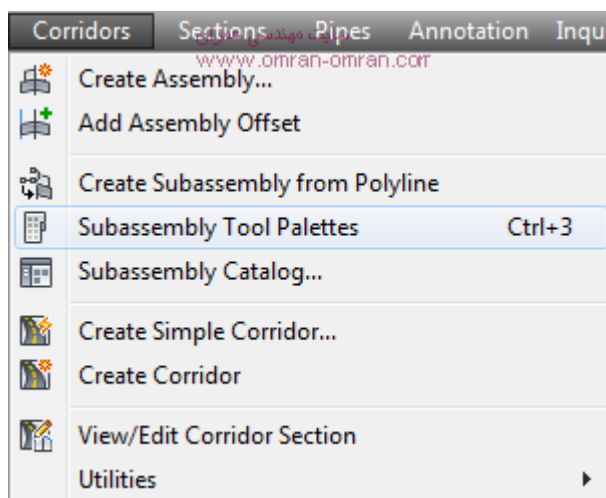 Corridors Sections Pipes Annotation Inqu
www.omran-omran.com
Create Assembly...
Add Assembly Offset
Create Subassembly from Polyline
Subassembly Tool Palettes Ctrl+3
Subassembly Catalog...
Create Simple Corridor...
Create Corridor
View/Edit Corridor Section
Utilities